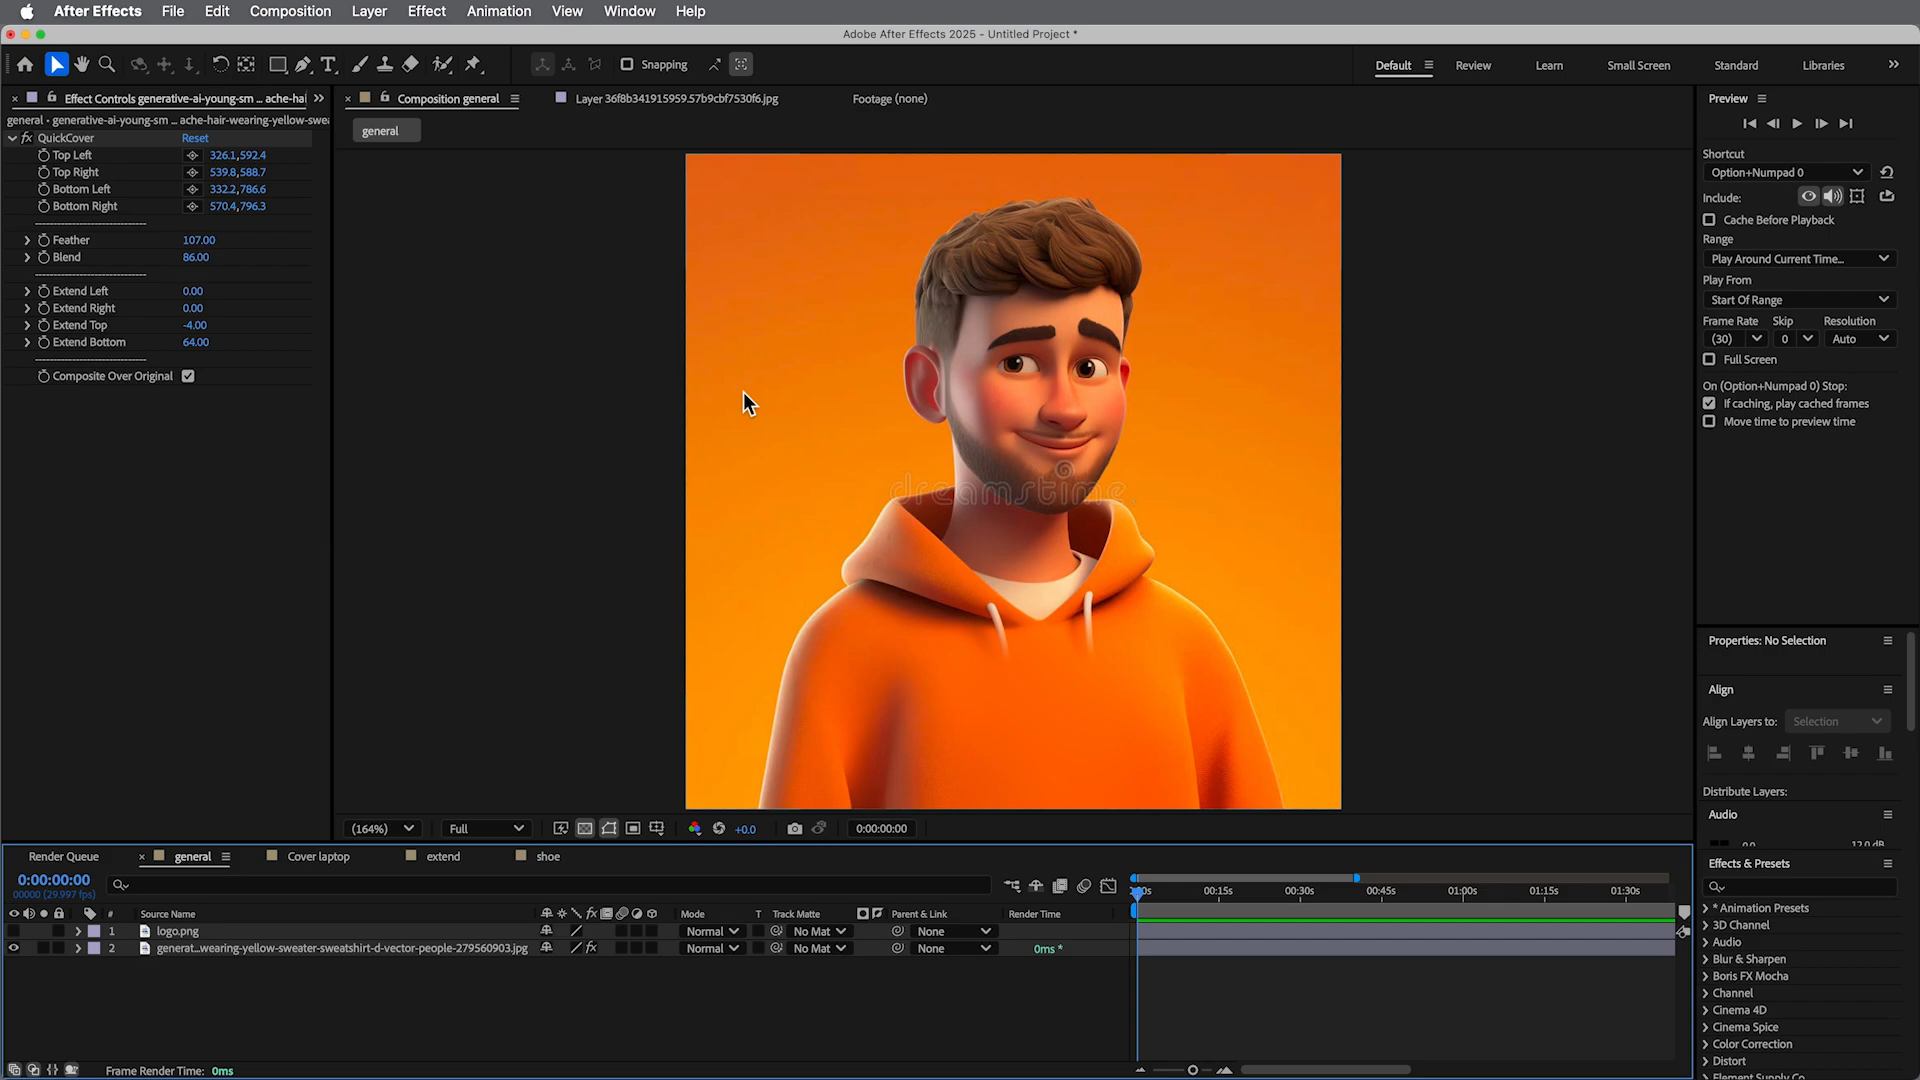 After Effects File Edit Composition Layer Effect Animation View Window Help
Adobe After Effects 2025 - Untitled Project *
Snapping
Default Review Learn Small Screen Standard Libraries
Effect Controls generative-ai-young-sm ... ache-hai
Composition general
Layer 36f8b341915959.57b9cbf7530f6.jpg
Footage (none)
general • generative-ai-young-sm ... ache-hair-wearing-yellow-swea
general
fx QuickCover Reset
Top Left 326.1,592.4
Top Right 539.8,588.7
Bottom Left 332.2,786.6
Bottom Right 570.4,796.3
Feather 107.00
Blend 86.00
Extend Left 0.00
Extend Right 0.00
Extend Top -4.00
Extend Bottom 64.00
Composite Over Original
dreamstime
Preview
Shortcut
Option+Numpad 0
Include:
Cache Before Playback
Range
Play Around Current Time...
Play From
Start Of Range
Frame Rate Skip Resolution
(30) 0 Auto
Full Screen
On (Option+Numpad 0) Stop:
If caching, play cached frames
Move time to preview time
Properties: No Selection
Align
Align Layers to: Selection
Distribute Layers:
Audio
Effects & Presets
* Animation Presets
3D Channel
Audio
Blur & Sharpen
Boris FX Mocha
Channel
Cinema 4D
Cinema Spice
Color Correction
Distort
Element Supply Co
(164%) Full +0.0 0:00:00:00
Render Queue general Cover laptop extend shoe
0:00:00:00
00000 (29.997 fps)
00:15s 00:30s 00:45s 01:00s 01:15s 01:30s
# Source Name fx Mode T Track Matte Parent & Link Render Time
1 logo.png Normal No Mat None
2 generat...wearing-yellow-sweater-sweatshirt-d-vector-people-279560903.jpg fx Normal No Mat None 0ms *
Frame Render Time: 0ms